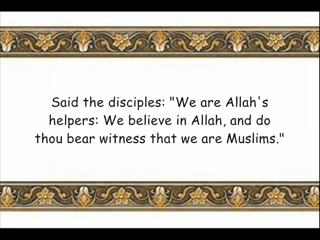 Said the disciples: "We are Allah's
helpers: We believe in Allah, and do
thou bear witness that we are Muslims."